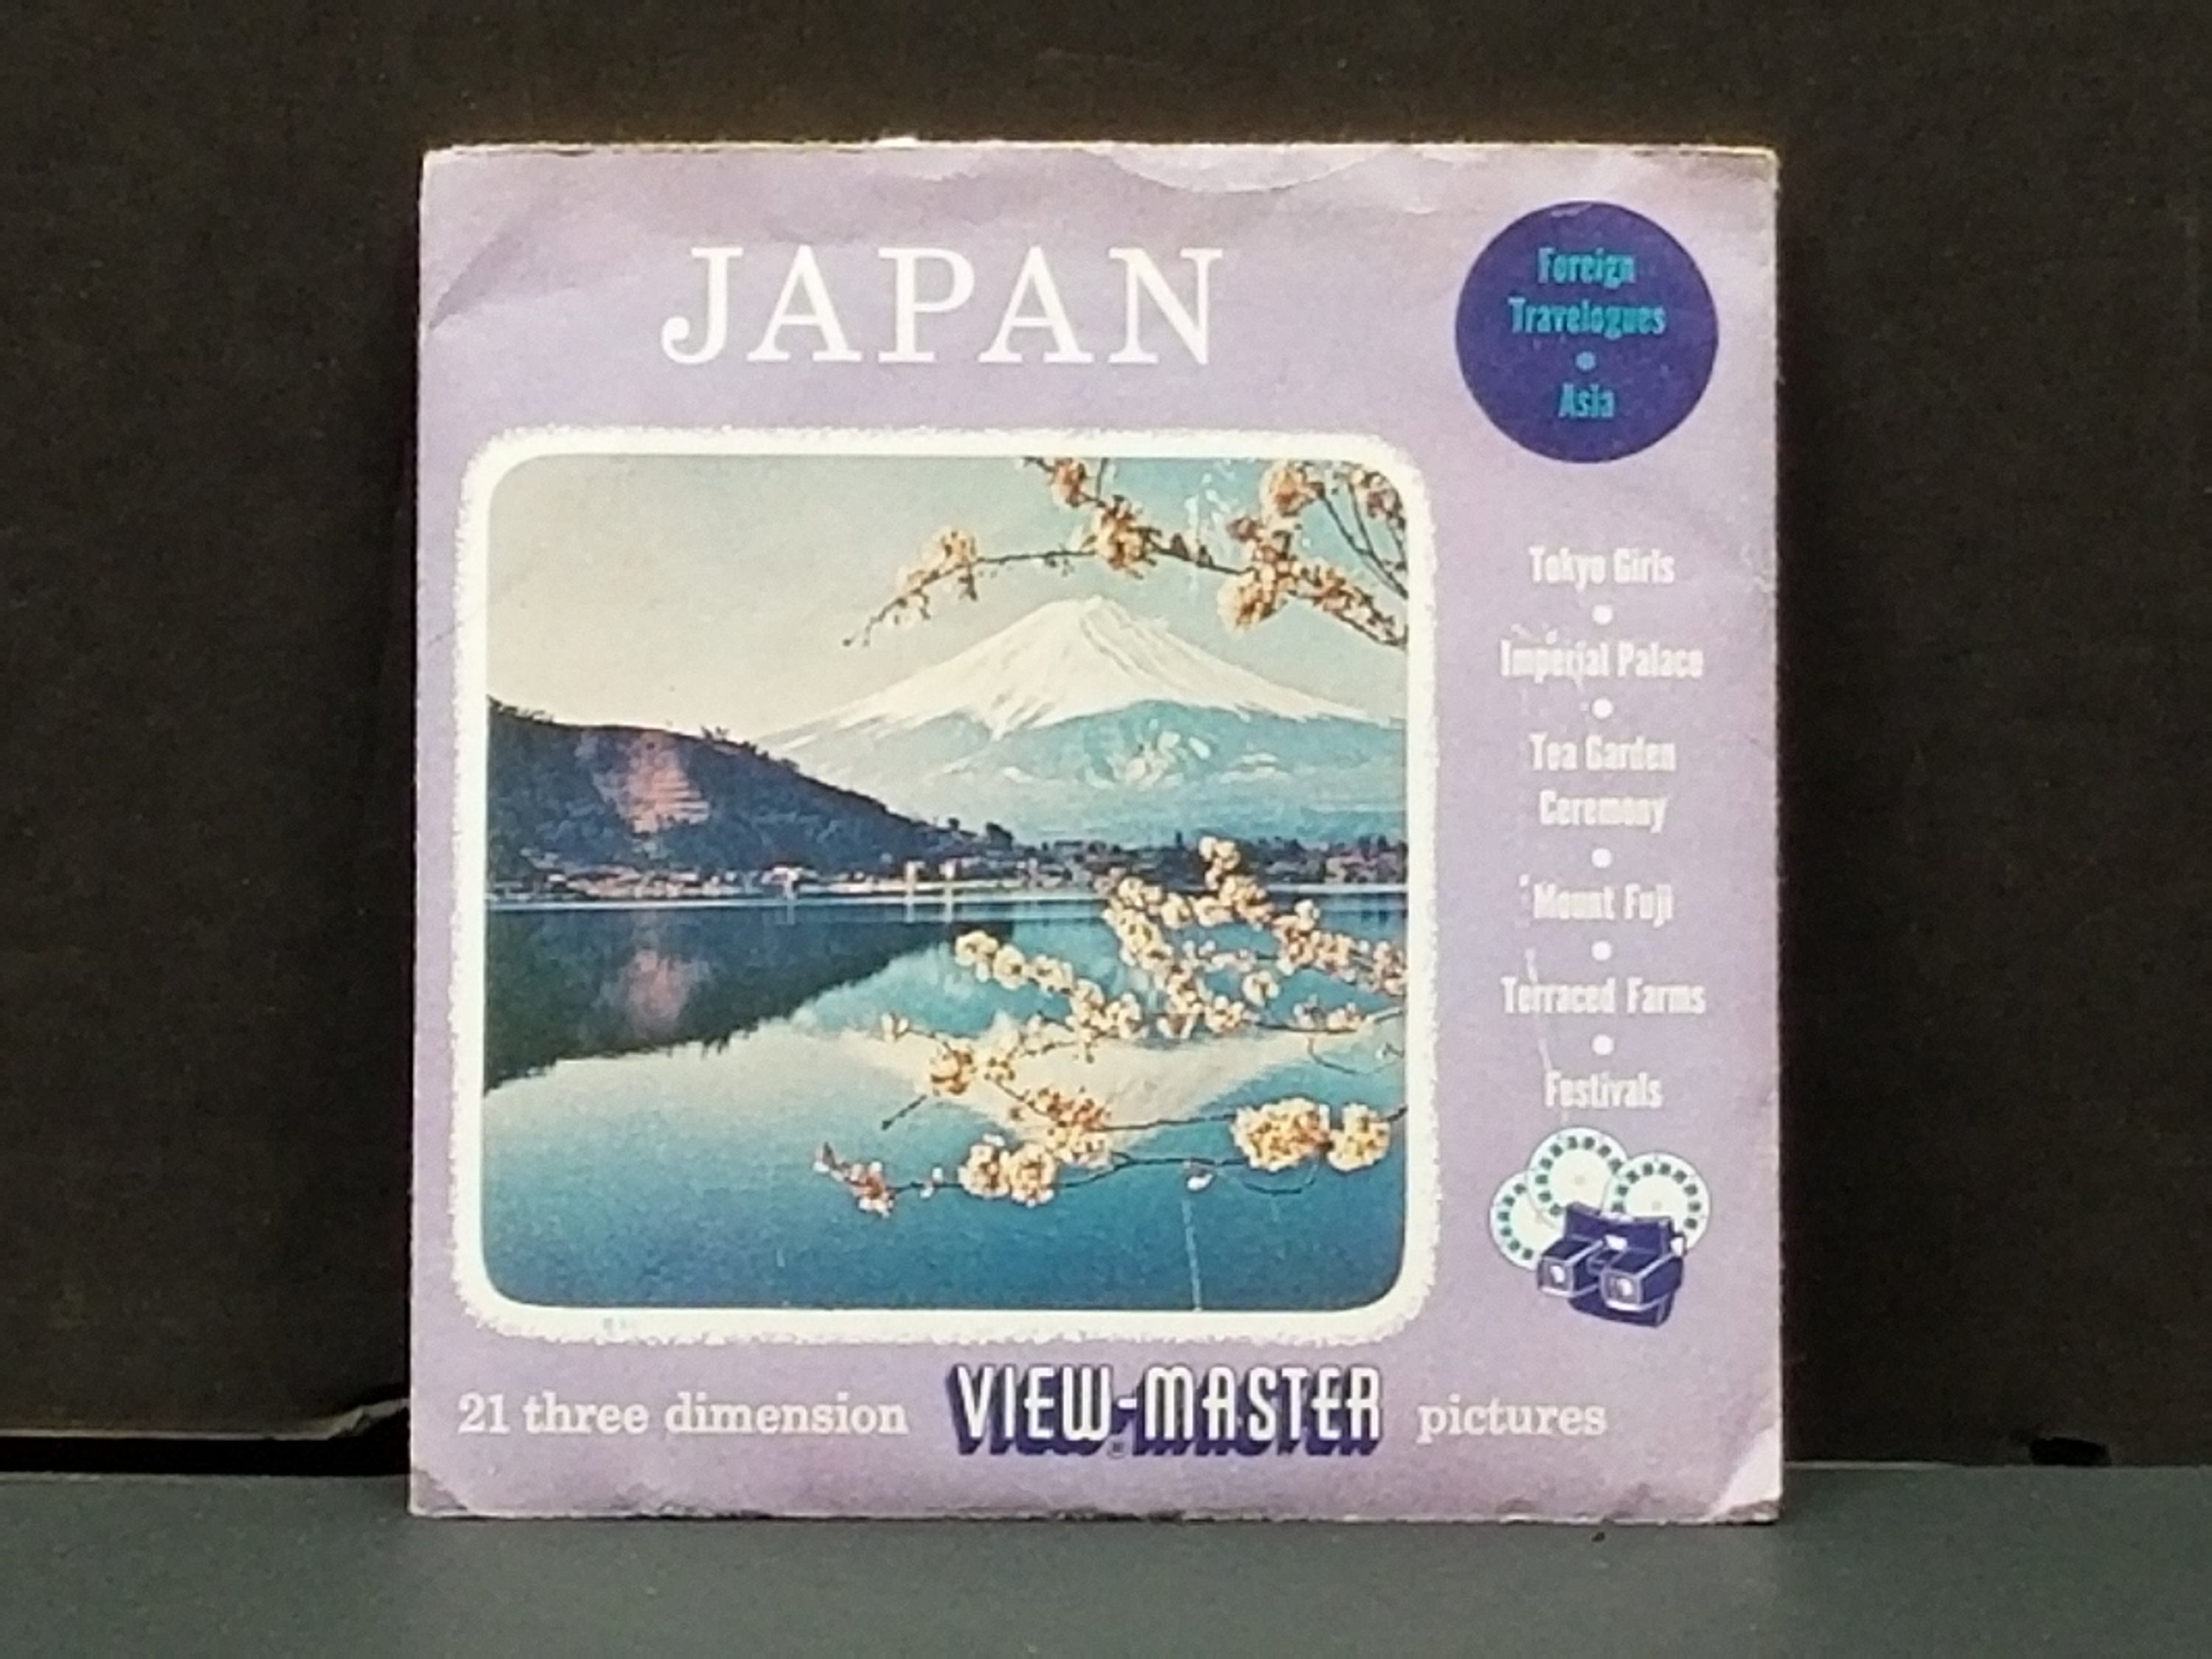 JAPAN
Foreign
Travelogues
•
Asia
Tokyo Girls
•
Imperial Palace
•
Tea Garden
Ceremony
•
Mount Fuji
•
Terraced Farms
•
Festivals
21 three dimension VIEW-MASTER pictures